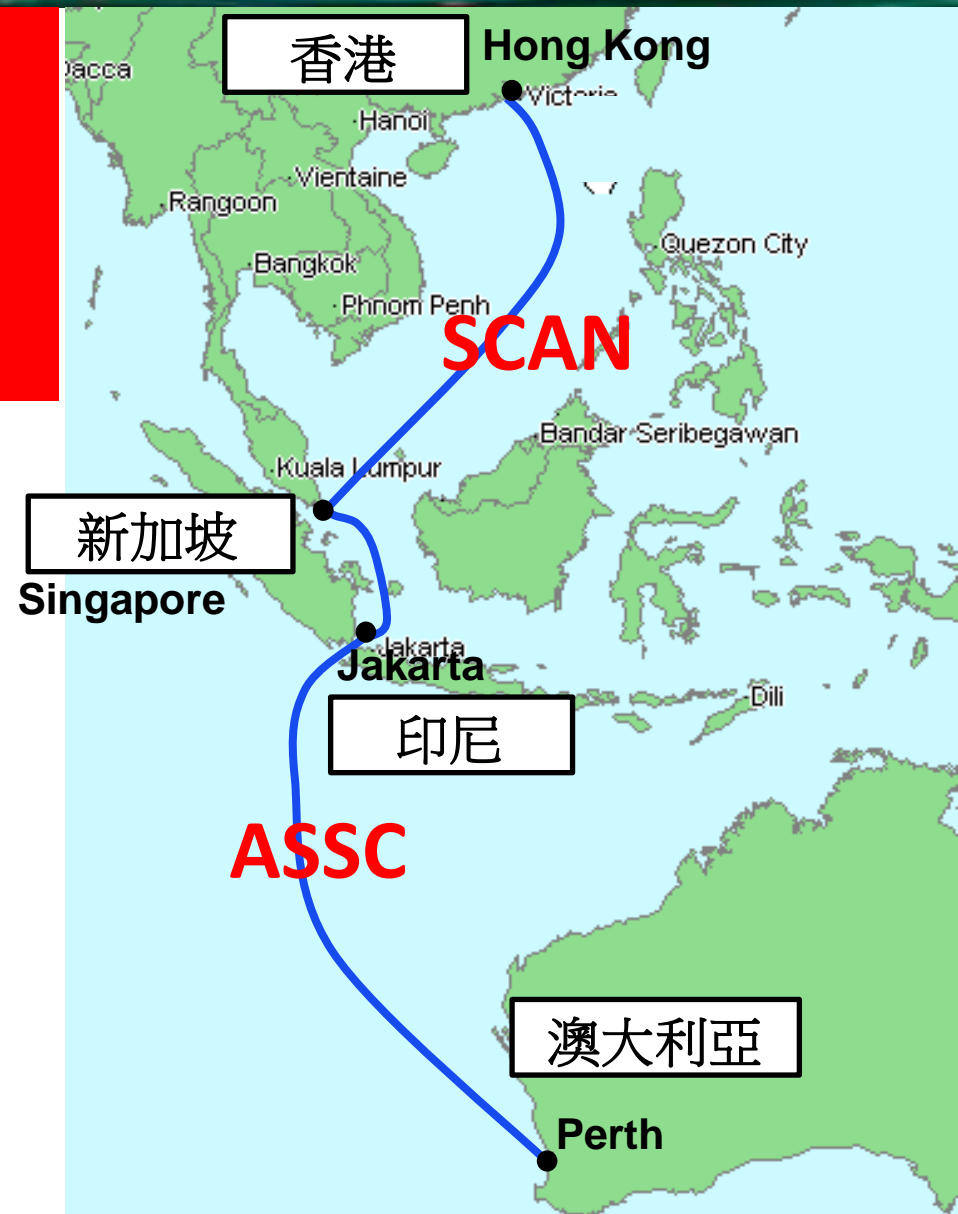 香港
Hong Kong
Victoria
Hanoi
Vientaine
Rangoon
Quezon City
Bangkok
Phnom Penh
SCAN
Bandar Seribegawan
Kuala Lumpur
新加坡
Singapore
Jakarta
Jakarta
Dili
印尼
ASSC
澳大利亞
Perth